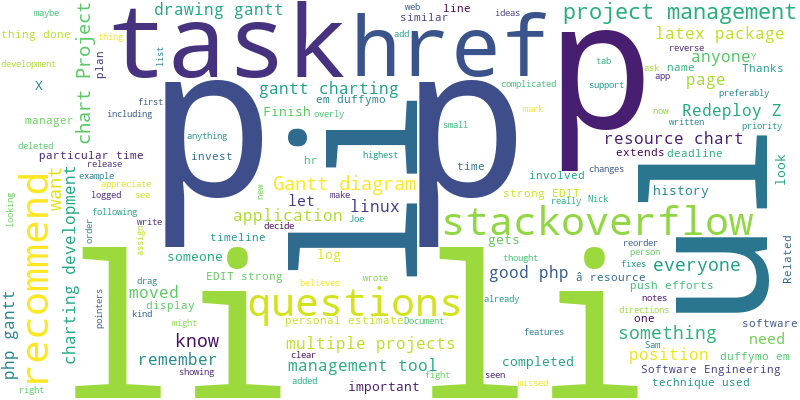 maybe
drawing gantt
web
line
ideas
project management
thing done
similar
add
latex package
development
thing
plan
list
task
href
p
tab
reverse
anyone
Y
X
chart Project
gantt charting
complicated
ask
name
page
Thanks
support
app
em duffymo
preferably
manager
first
Finish
overly
mark
now
Redeploy Z
including
hr
small
written
priority
deleted
anything
resource chart
particular time
p i p
highest
extends
deadline
release
invest
time
involved
changes
look
example
Gantt diagram
I
history
want
appreciate
logged
see
new
let
make
linux
strong EDIT
really
Nick
recommend
following
application
Joe
stackoverflow
looking
write
decide
order
timeline
log
gets
reorder
person
u
charting development
someone
thought
fixes
everyone
Related
assign
EDIT strong
wrote
good php
â resource
php gantt
drag
believes
already
push efforts
pointers
moved
kind
questions
notes
need
display
might
personal estimate
Document
features
one
directions
something
software
know
multiple projects
Sam
position
duffymo em
remember
clear
management tool
completed
Software Engineering
right
showing
added
important
fight
seen
missed
technique used
li li
li li